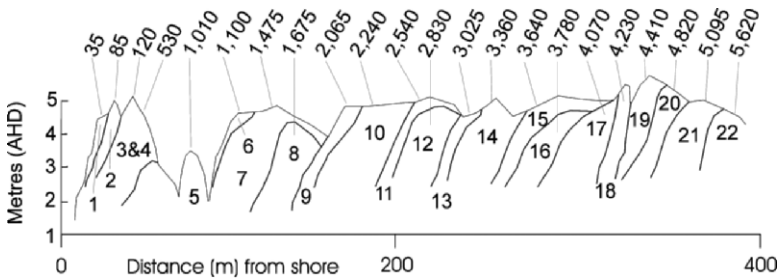 35 85 120 530 1,010 1,100 1,475 1,675 2,065 2,240 2,540 2,830 3,025 3,360 3,640 3,780 4,070 4,230 4,410 4,820 5,095 5,620
Metres (AHD)
5
4
3
2
1
1 2 3&4 5 6 7 8 9 10 11 12 13 14 15 16 17 18 19 20 21 22
0 200 400
Distance (m) from shore